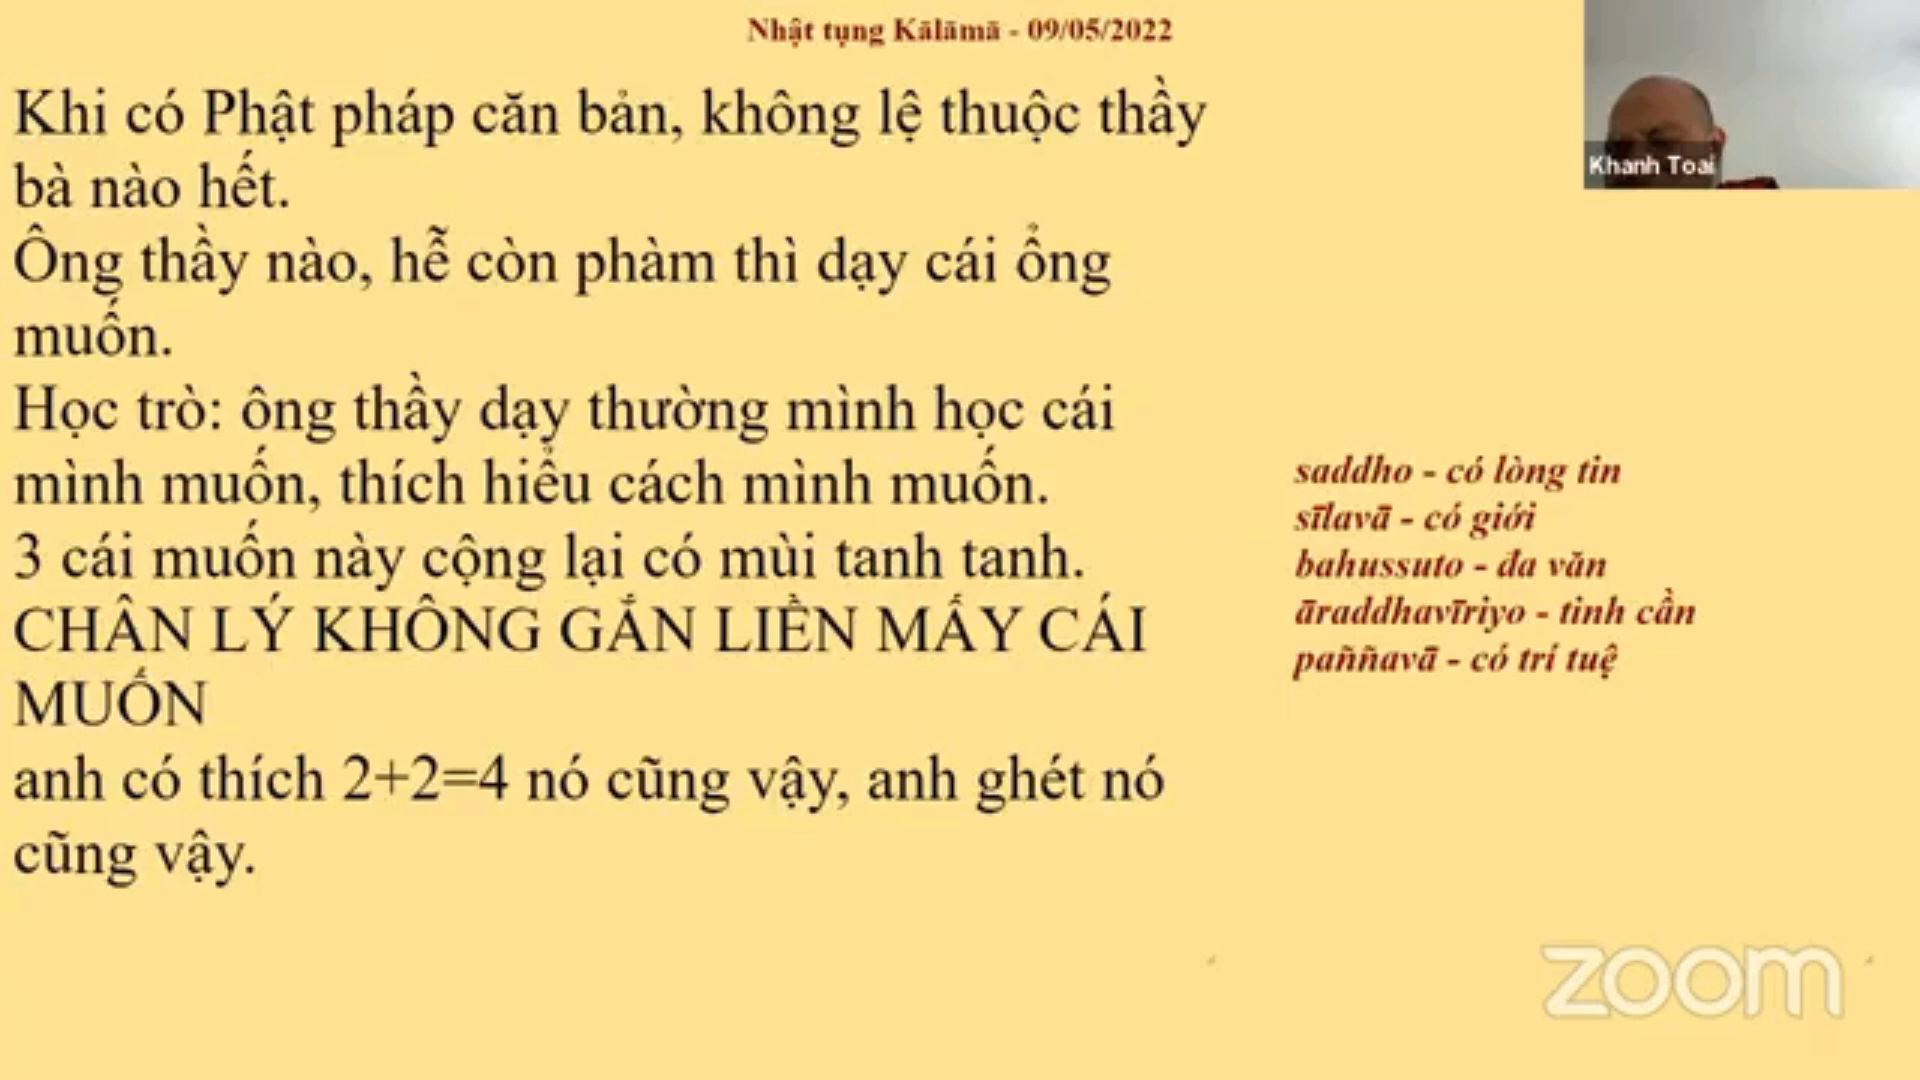 Nhật tụng Kālāmā - 09/05/2022
Khi có Phật pháp căn bản, không lệ thuộc thầy
bà nào hết.
Ông thầy nào, hễ còn phàm thì dạy cái ổng
muốn.
Học trò: ông thầy dạy thường mình học cái
mình muốn, thích hiểu cách mình muốn.
3 cái muốn này cộng lại có mùi tanh tanh.
CHÂN LÝ KHÔNG GẮN LIỀN MẤY CÁI
MUỐN
anh có thích 2+2=4 nó cũng vậy, anh ghét nó
cũng vậy.
Khanh Toai
saddho - có lòng tin
sīlavā - có giới
bahussuto - đa văn
āraddhavīriyo - tinh cần
paññavā - có trí tuệ
zoom